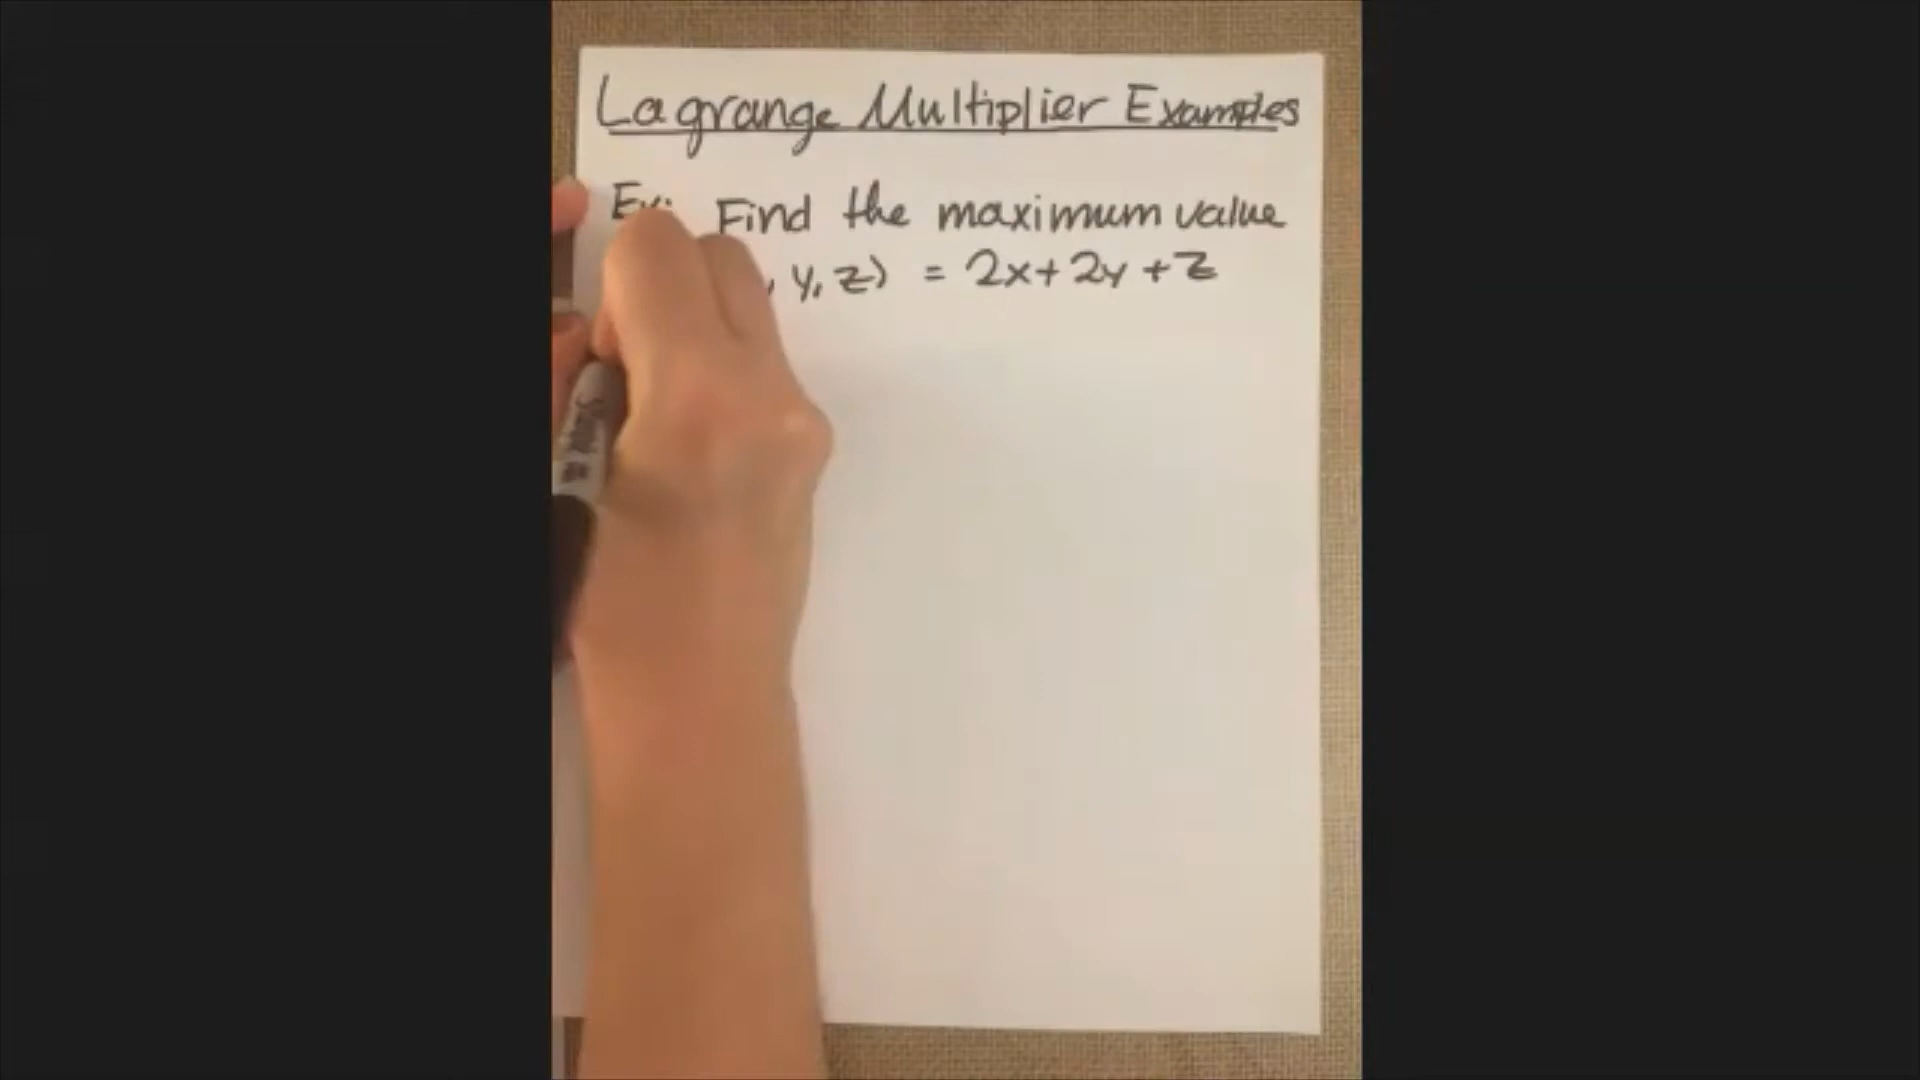 Lagrange Multiplier Examples
Ex: Find the maximum value
, y, z) = 2x+2y+z